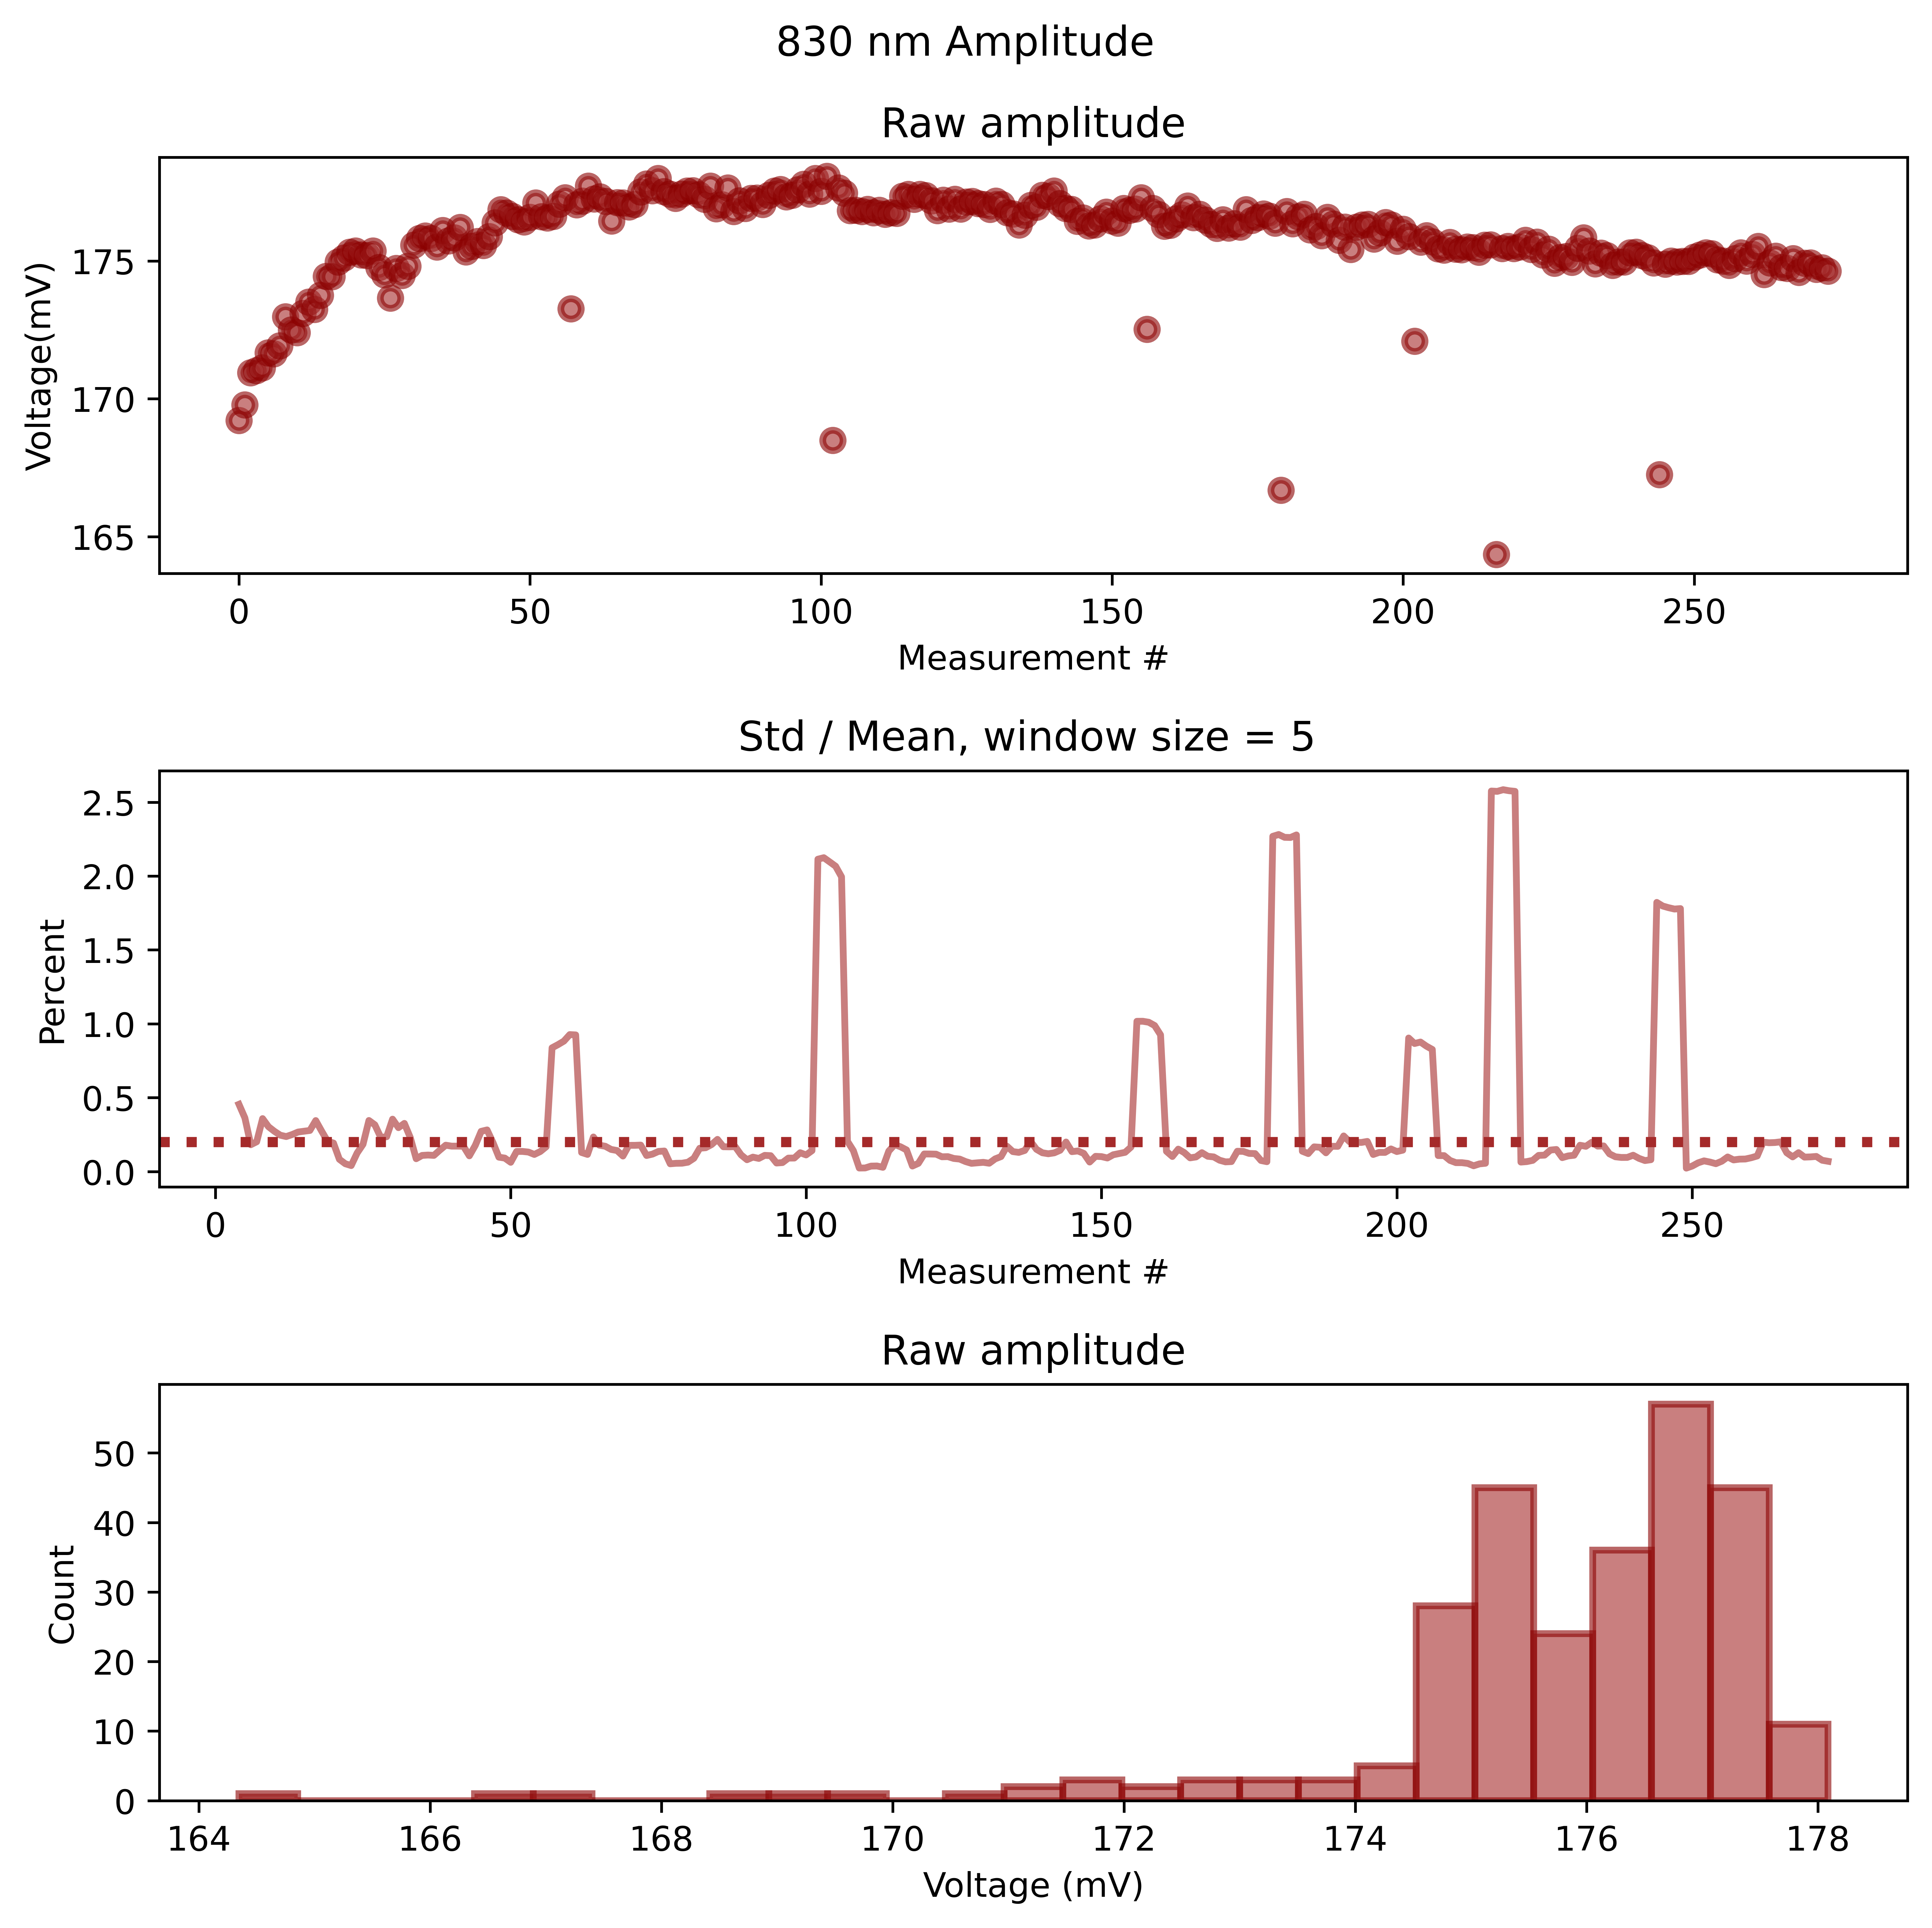 830 nm Amplitude
Raw amplitude
Voltage(mV)
175
170
165
0 50 100 150 200 250
Measurement #
Std / Mean, window size = 5
Percent
2.5
2.0
1.5
1.0
0.5
0.0
0 50 100 150 200 250
Measurement #
Raw amplitude
Count
50
40
30
20
10
0
164 166 168 170 172 174 176 178
Voltage (mV)